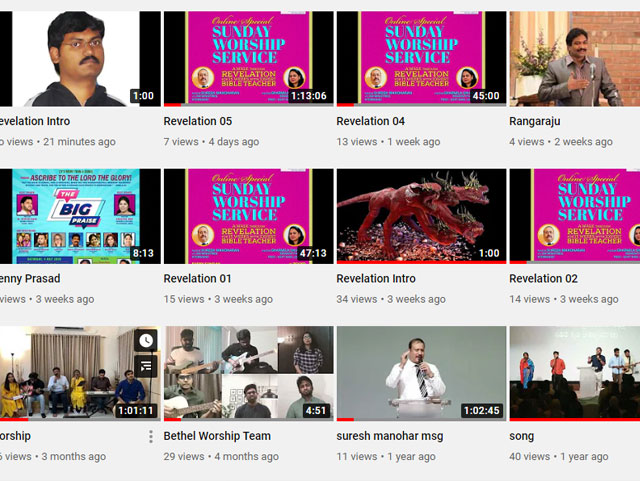 Online Special
SUNDAY
WORSHIP
SERVICE
REVELATION
BIBLE TEACHER
1:00
1:13:06
Online Special
SUNDAY
WORSHIP
SERVICE
REVELATION
BIBLE TEACHER
45:00
evelation Intro
Revelation 05
Revelation 04
Rangaraju
o views • 21 minutes ago
7 views • 4 days ago
13 views • 1 week ago
4 views • 2 weeks ago
ASCRIBE TO THE LORD THE GLORY!
THE
BIG
PRAISE
8:13
Online Special
SUNDAY
WORSHIP
SERVICE
REVELATION
BIBLE TEACHER
47:13
1:00
Online Special
SUNDAY
WORSHIP
SERVICE
REVELATION
BIBLE TEACHER
enny Prasad
Revelation 01
Revelation Intro
Revelation 02
views • 3 weeks ago
15 views • 3 weeks ago
34 views • 3 weeks ago
14 views • 3 weeks ago
1:01:11
4:51
1:02:45
orship
Bethel Worship Team
suresh manohar msg
song
views • 3 months ago
29 views • 4 months ago
11 views • 1 year ago
40 views • 1 year ago